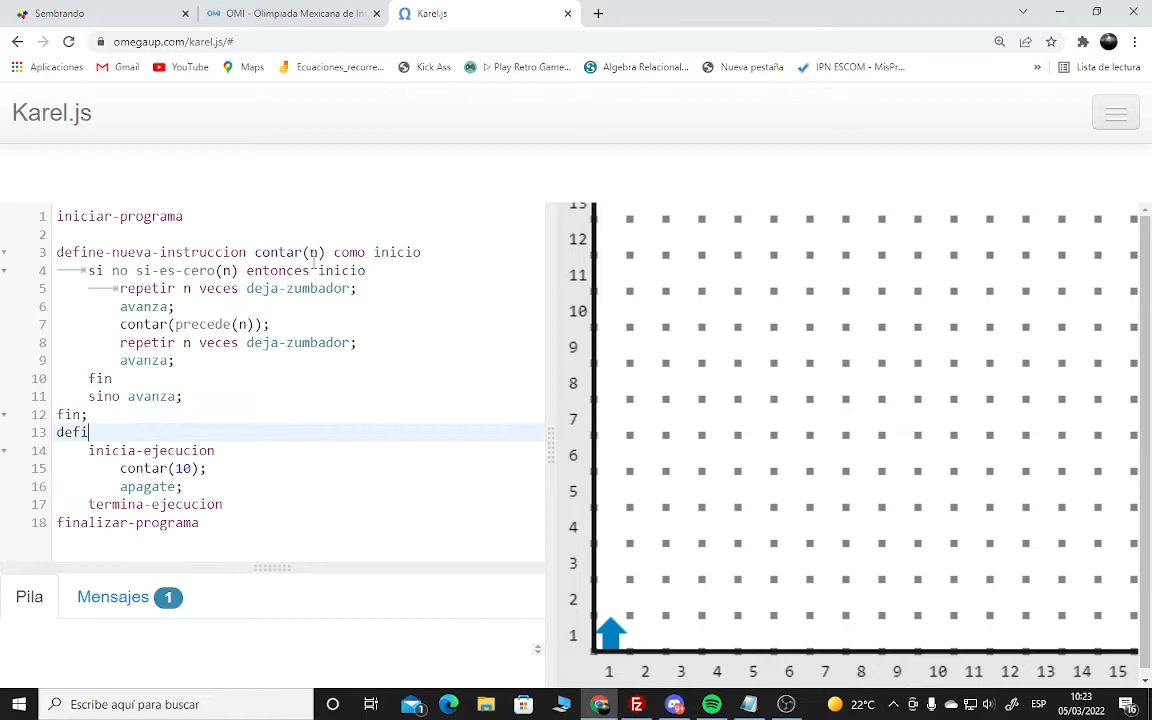 Sembrando
OMI - Olimpiada Mexicana de In
Karel.js
omegaup.com/karel.js/#
Aplicaciones
Gmail
YouTube
Maps
Ecuaciones_recurre...
Kick Ass
Play Retro Game...
Algebra Relacional...
Nueva pestaña
IPN ESCOM - MisPr...
»
Lista de lectura
Karel.js
1 iniciar-programa
2
3 define-nueva-instruccion contar(n) como inicio
4 si no si-es-cero(n) entonces inicio
5 repetir n veces deja-zumbador;
6 avanza;
7 contar(precede(n));
8 repetir n veces deja-zumbador;
9 avanza;
10 fin
11 sino avanza;
12 fin;
13 defi
14 inicia-ejecucion
15 contar(10);
16 apagate;
17 termina-ejecucion
18 finalizar-programa
13
12
11
10
9
8
7
6
5
4
3
2
1
1 2 3 4 5 6 7 8 9 10 11 12 13 14 15
Pila
Mensajes 1
Escribe aquí para buscar
22°C
ESP
10:23
05/03/2022
16